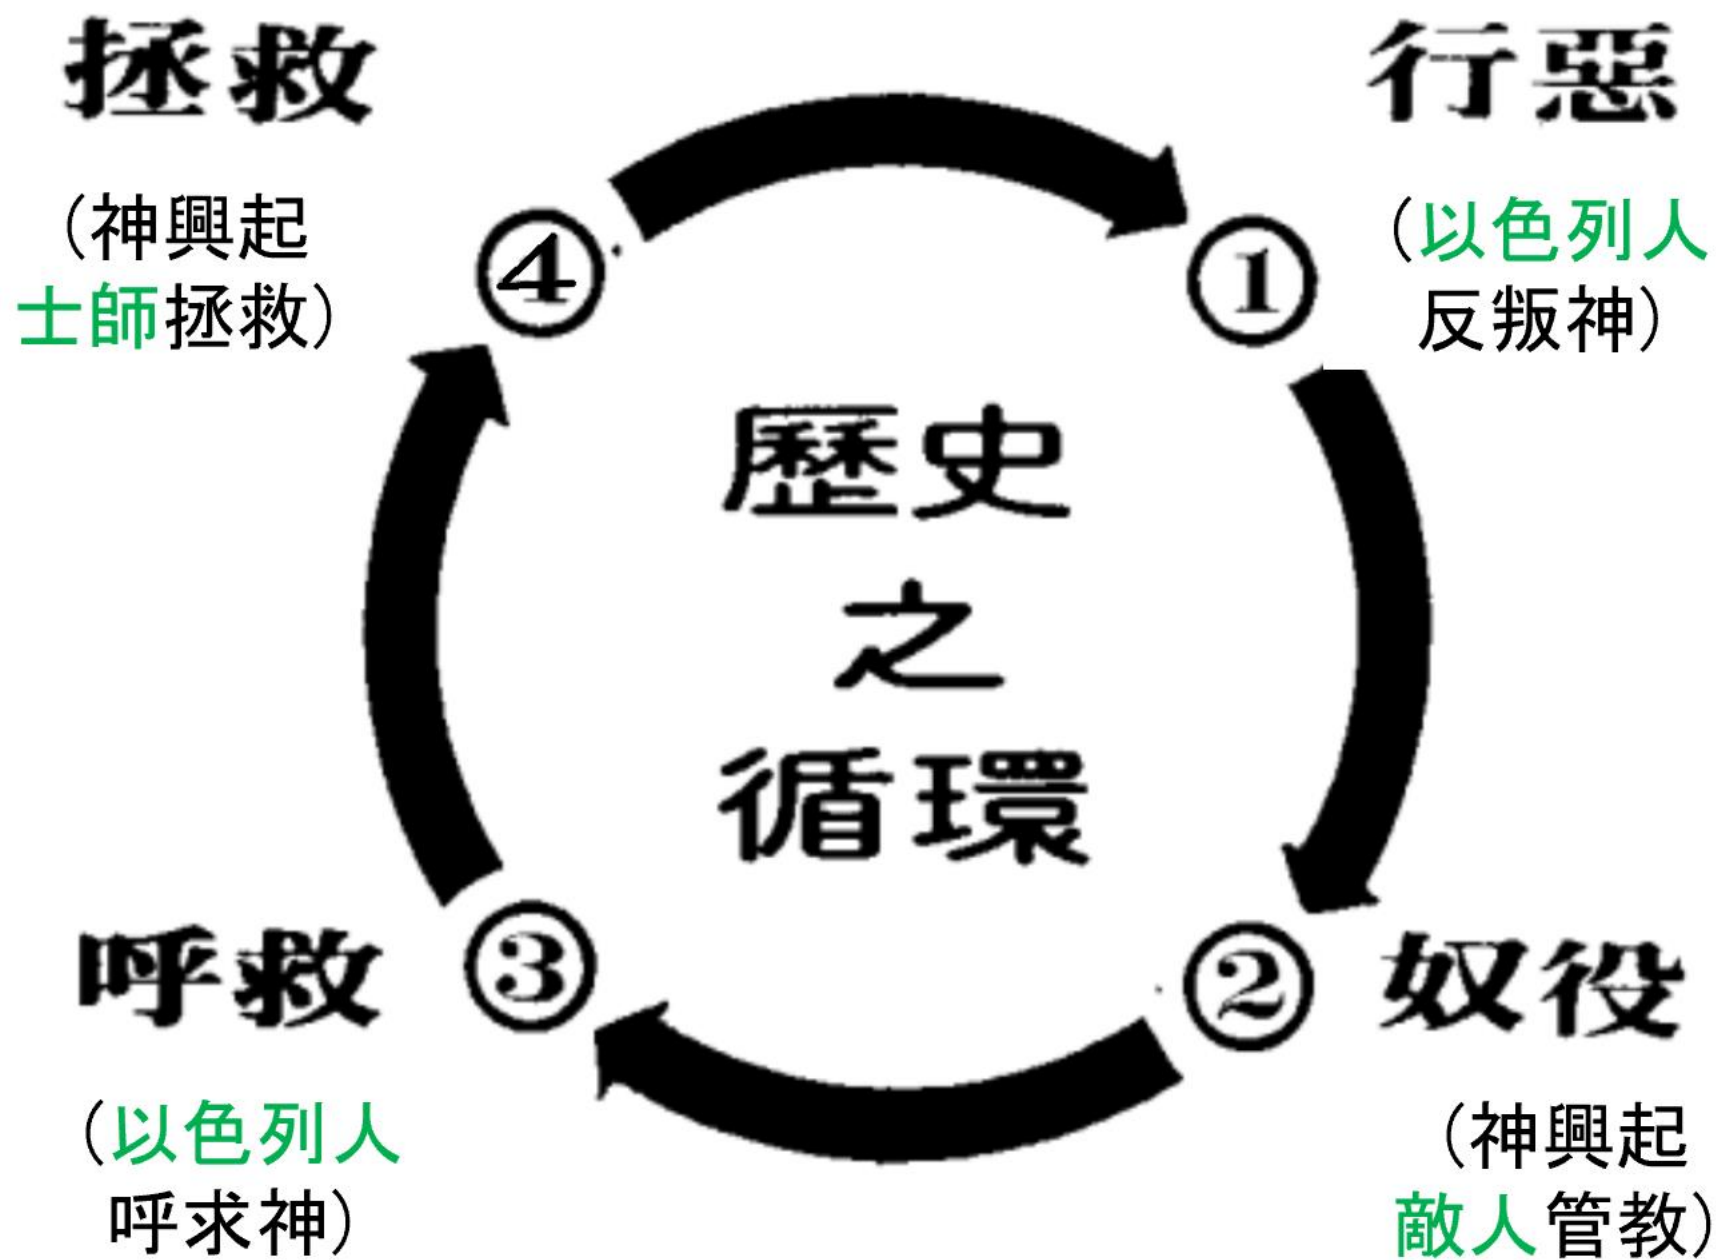 拯救
(神興起
士師拯救)
④
行惡
(以色列人
反叛神)
①
歷史
之
循環
呼救
③
(以色列人
呼求神)
②
奴役
(神興起
敵人管教)